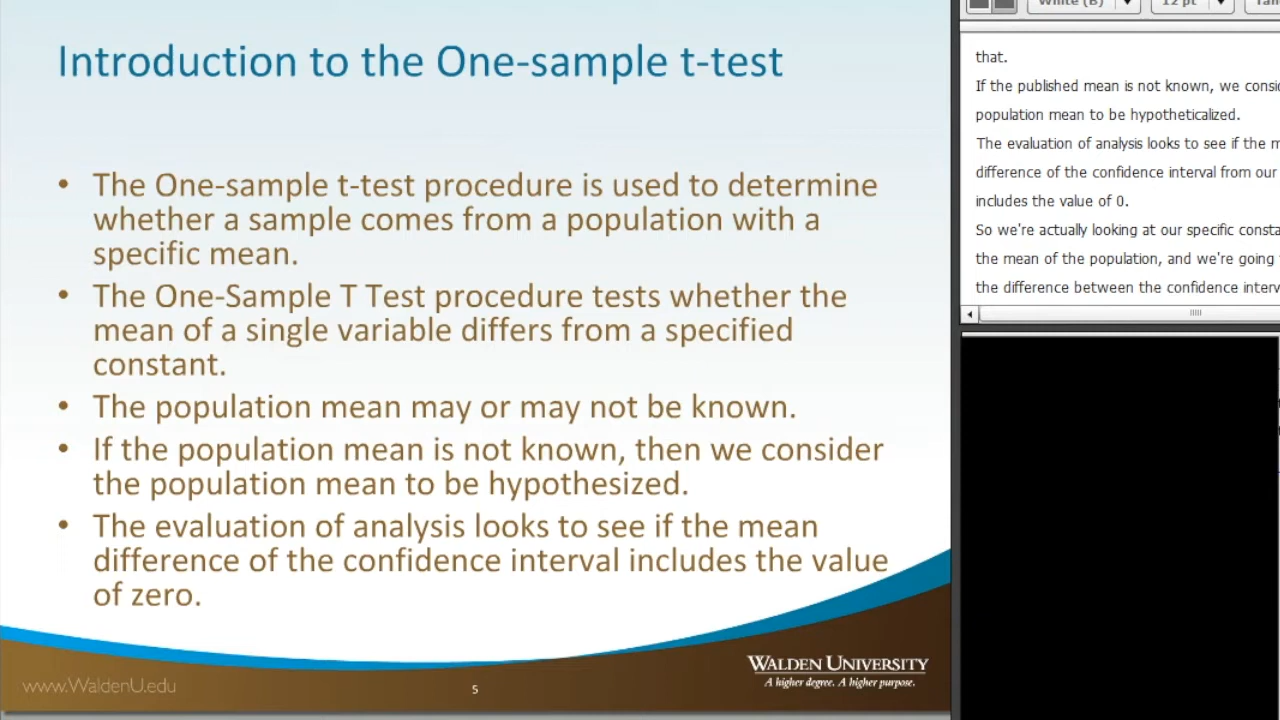 Introduction to the One-sample t-test
• The One-sample t-test procedure is used to determine
whether a sample comes from a population with a
specific mean.
• The One-Sample T Test procedure tests whether the
mean of a single variable differs from a specified
constant.
• The population mean may or may not be known.
• If the population mean is not known, then we consider
the population mean to be hypothesized.
• The evaluation of analysis looks to see if the mean
difference of the confidence interval includes the value
of zero.
www.WaldenU.edu
5
WALDEN UNIVERSITY
A higher degree. A higher purpose.
White (B)
12 pt
that.
If the published mean is not known, we
population mean to be hypotheticalized.
The evaluation of analysis looks to see if the
difference of the confidence interval from our
includes the value of 0.
So we're actually looking at our specific
the mean of the population, and we're going
the difference between the confidence